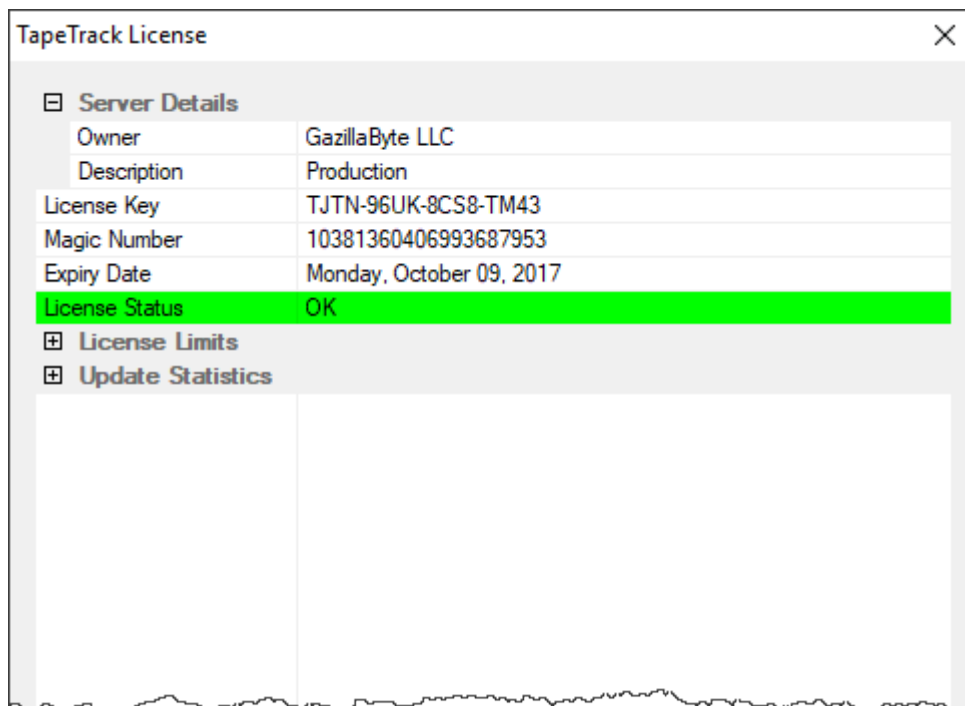 TapeTrack License
Server Details
Owner GazillaByte LLC
Description Production
License Key TJTN-96UK-8CS8-TM43
Magic Number 10381360406993687953
Expiry Date Monday, October 09, 2017
License Status OK
License Limits
Update Statistics